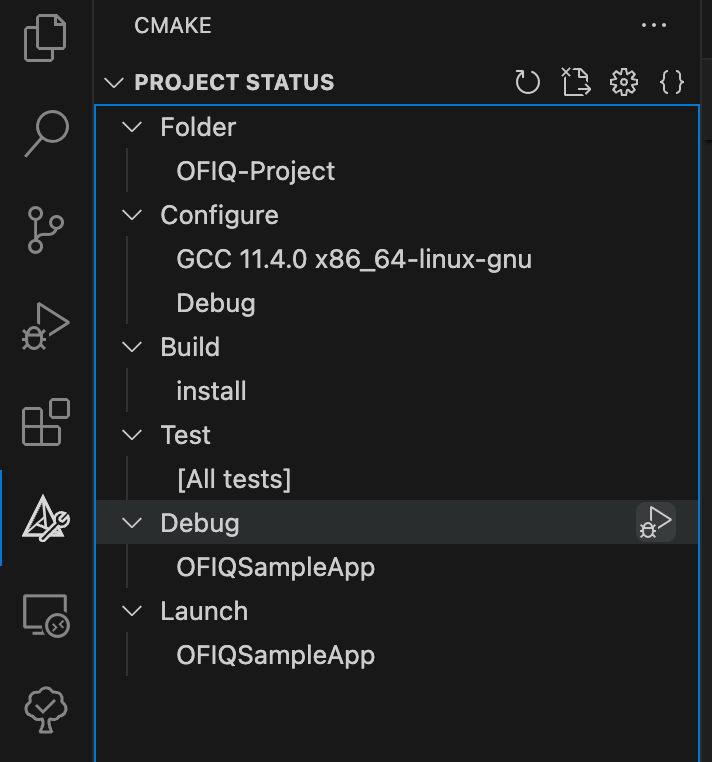 CMAKE
PROJECT STATUS
Folder
OFIQ-Project
Configure
GCC 11.4.0 x86_64-linux-gnu
Debug
Build
install
Test
[All tests]
Debug
OFIQSampleApp
Launch
OFIQSampleApp